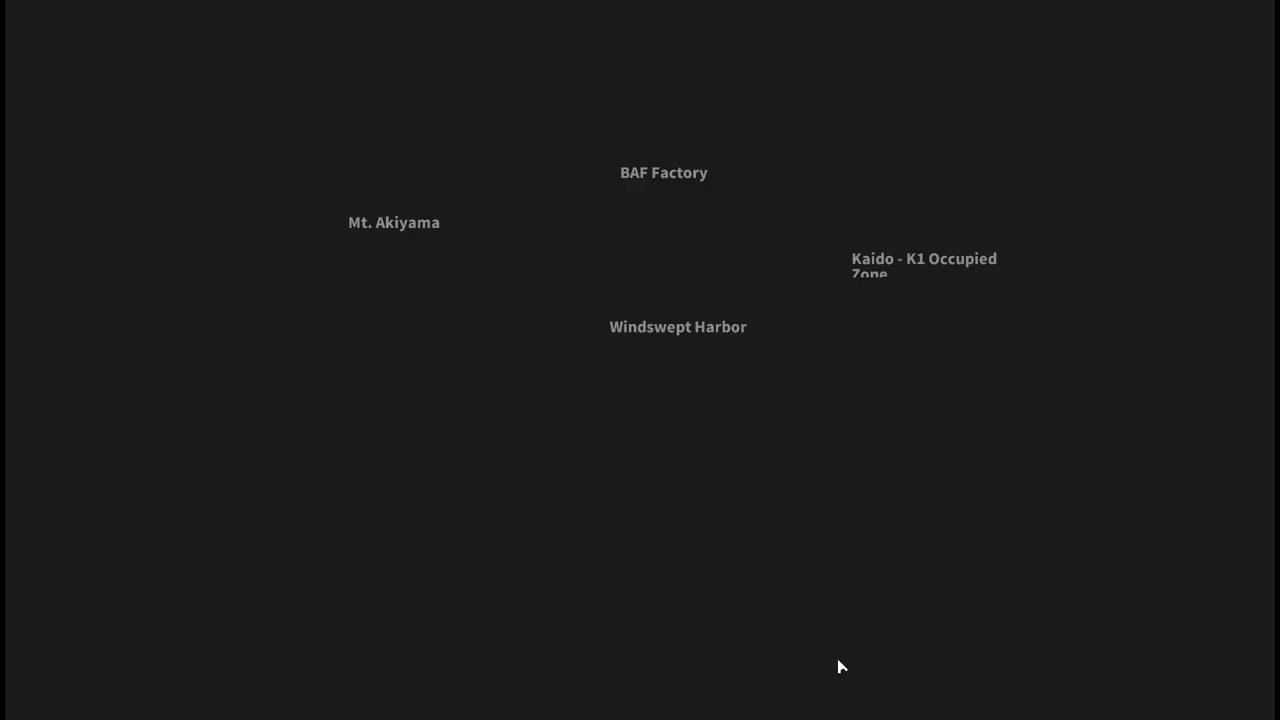 BAF Factory
Mt. Akiyama
Kaido - K1 Occupied
Zone
Windswept Harbor